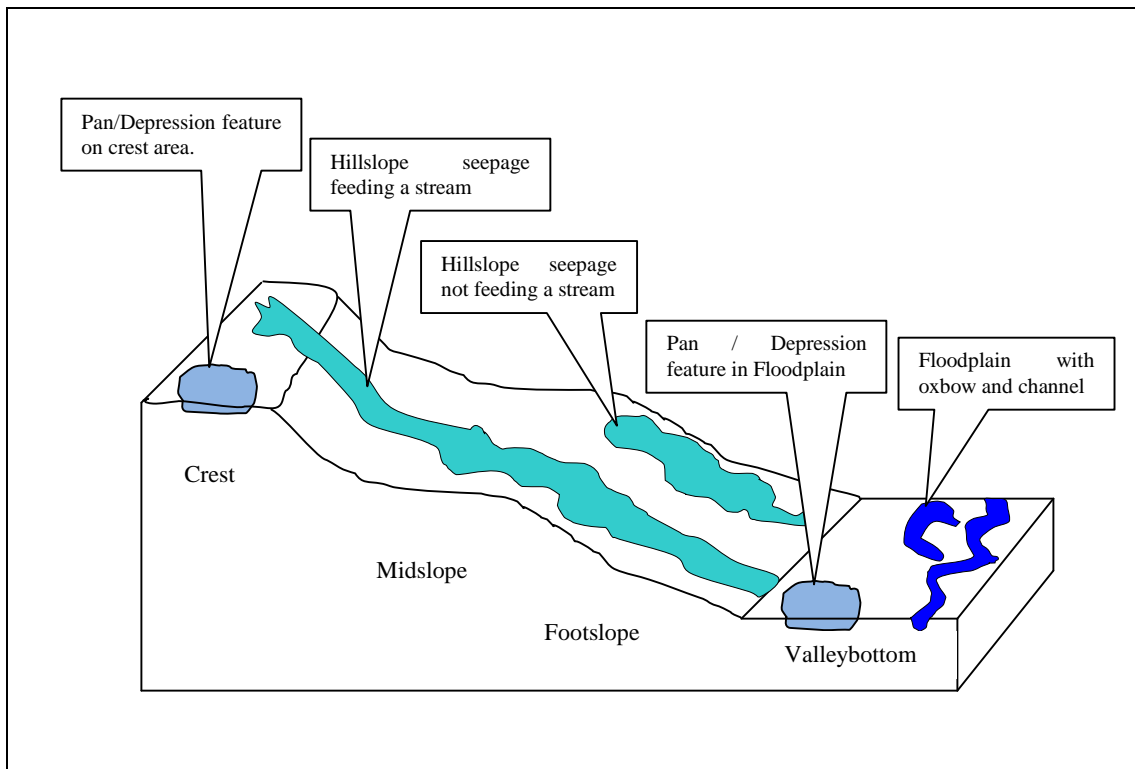 Pan/Depression feature
on crest area.
Hillslope seepage
feeding a stream
Hillslope seepage
not feeding a stream
Pan / Depression
feature in Floodplain
Floodplain with
oxbow and channel
Crest
Midslope
Footslope
Valleybottom